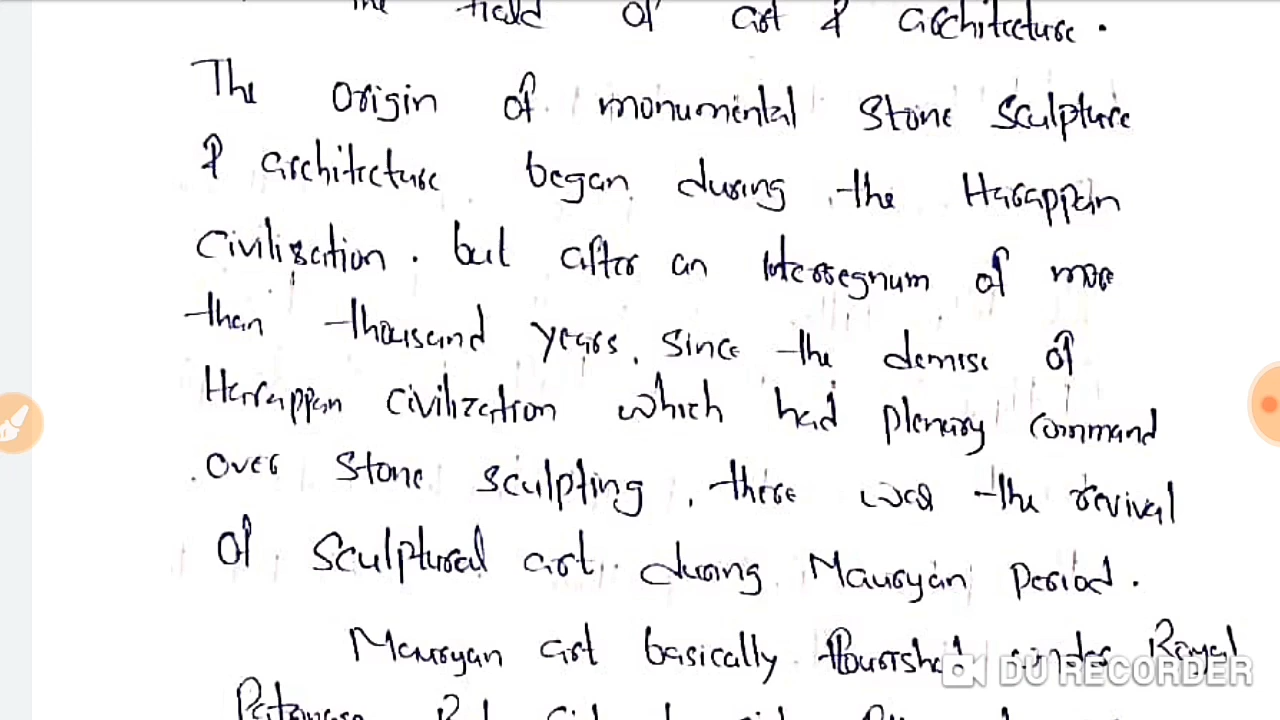 the field of art & architecture.
The origin of monumental stone sculpture
& architecture began during the Harappan
Civilization. but after an interregnum of more
than thousand years, since the demise of
Harappan civilization which had plenary command
over stone sculpting, there was the revival
of sculptural art, during Mauryan Period.
Mauryan art basically flourished under Royal
DU RECORDER